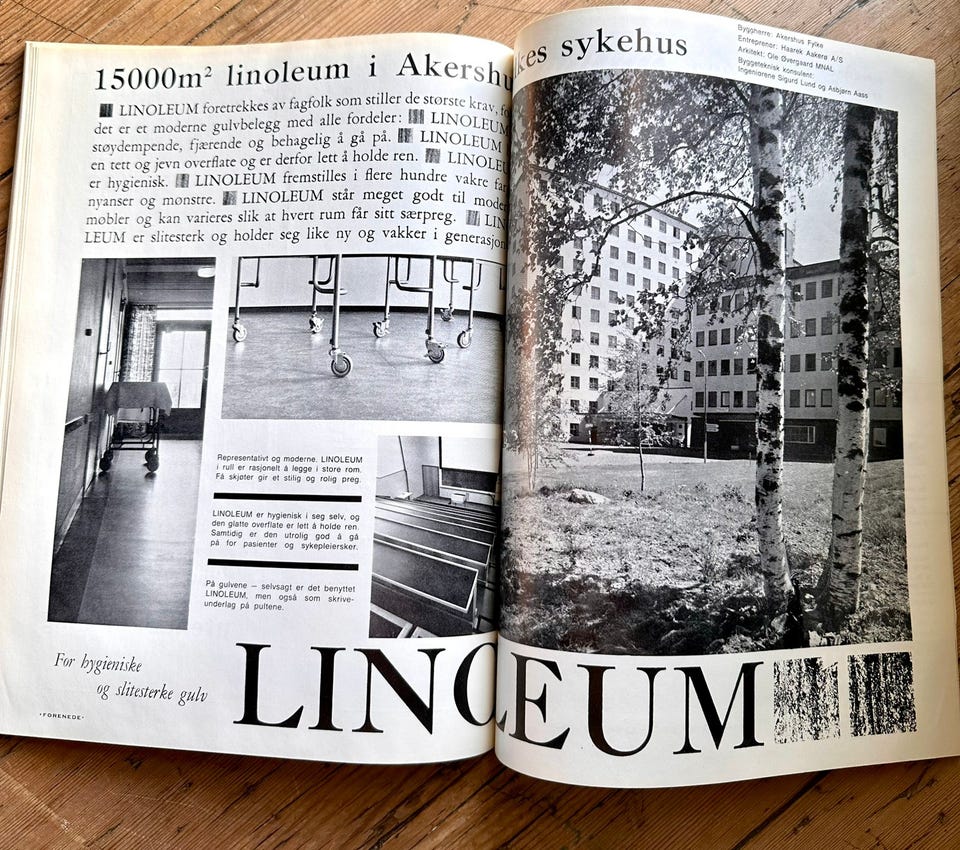 15000m² linoleum i Akershu kes sykehus
Byggherre: Akershus Fylke
Entreprenør: Haarek Aakerø A/S
Arkitekt: Ole Øvergaard MNAL
Byggeteknisk konsulent:
Ingeniørene Sigurd Lund og Asbjørn Aass
LINOLEUM foretrekkes av fagfolk som stiller de største krav, fo
det er et moderne gulvbelegg med alle fordeler: LINOLEUM
støydempende, fjærende og behagelig å gå på. LINOLEUM
en tett og jevn overflate og er derfor lett å holde ren. LINOLEU
er hygienisk. LINOLEUM fremstilles i flere hundre vakre far
nyanser og mønstre. LINOLEUM står meget godt til mode
møbler og kan varieres slik at hvert rum får sitt særpreg. LIN
LEUM er slitesterk og holder seg like ny og vakker i generasjon
Representativt og moderne. LINOLEUM
i rull er rasjonelt å legge i store rom.
Få skjøter gir et stilig og rolig preg.
LINOLEUM er hygienisk i seg selv, og
den glatte overflate er lett å holde ren.
Samtidig er den utrolig god å gå
på for pasienter og sykepleiersker.
På gulvene – selvsagt er det benyttet
LINOLEUM, men også som skrive-
underlag på pultene.
For hygieniske
og slitesterke gulv
LINOLEUM
·FORENEDE·